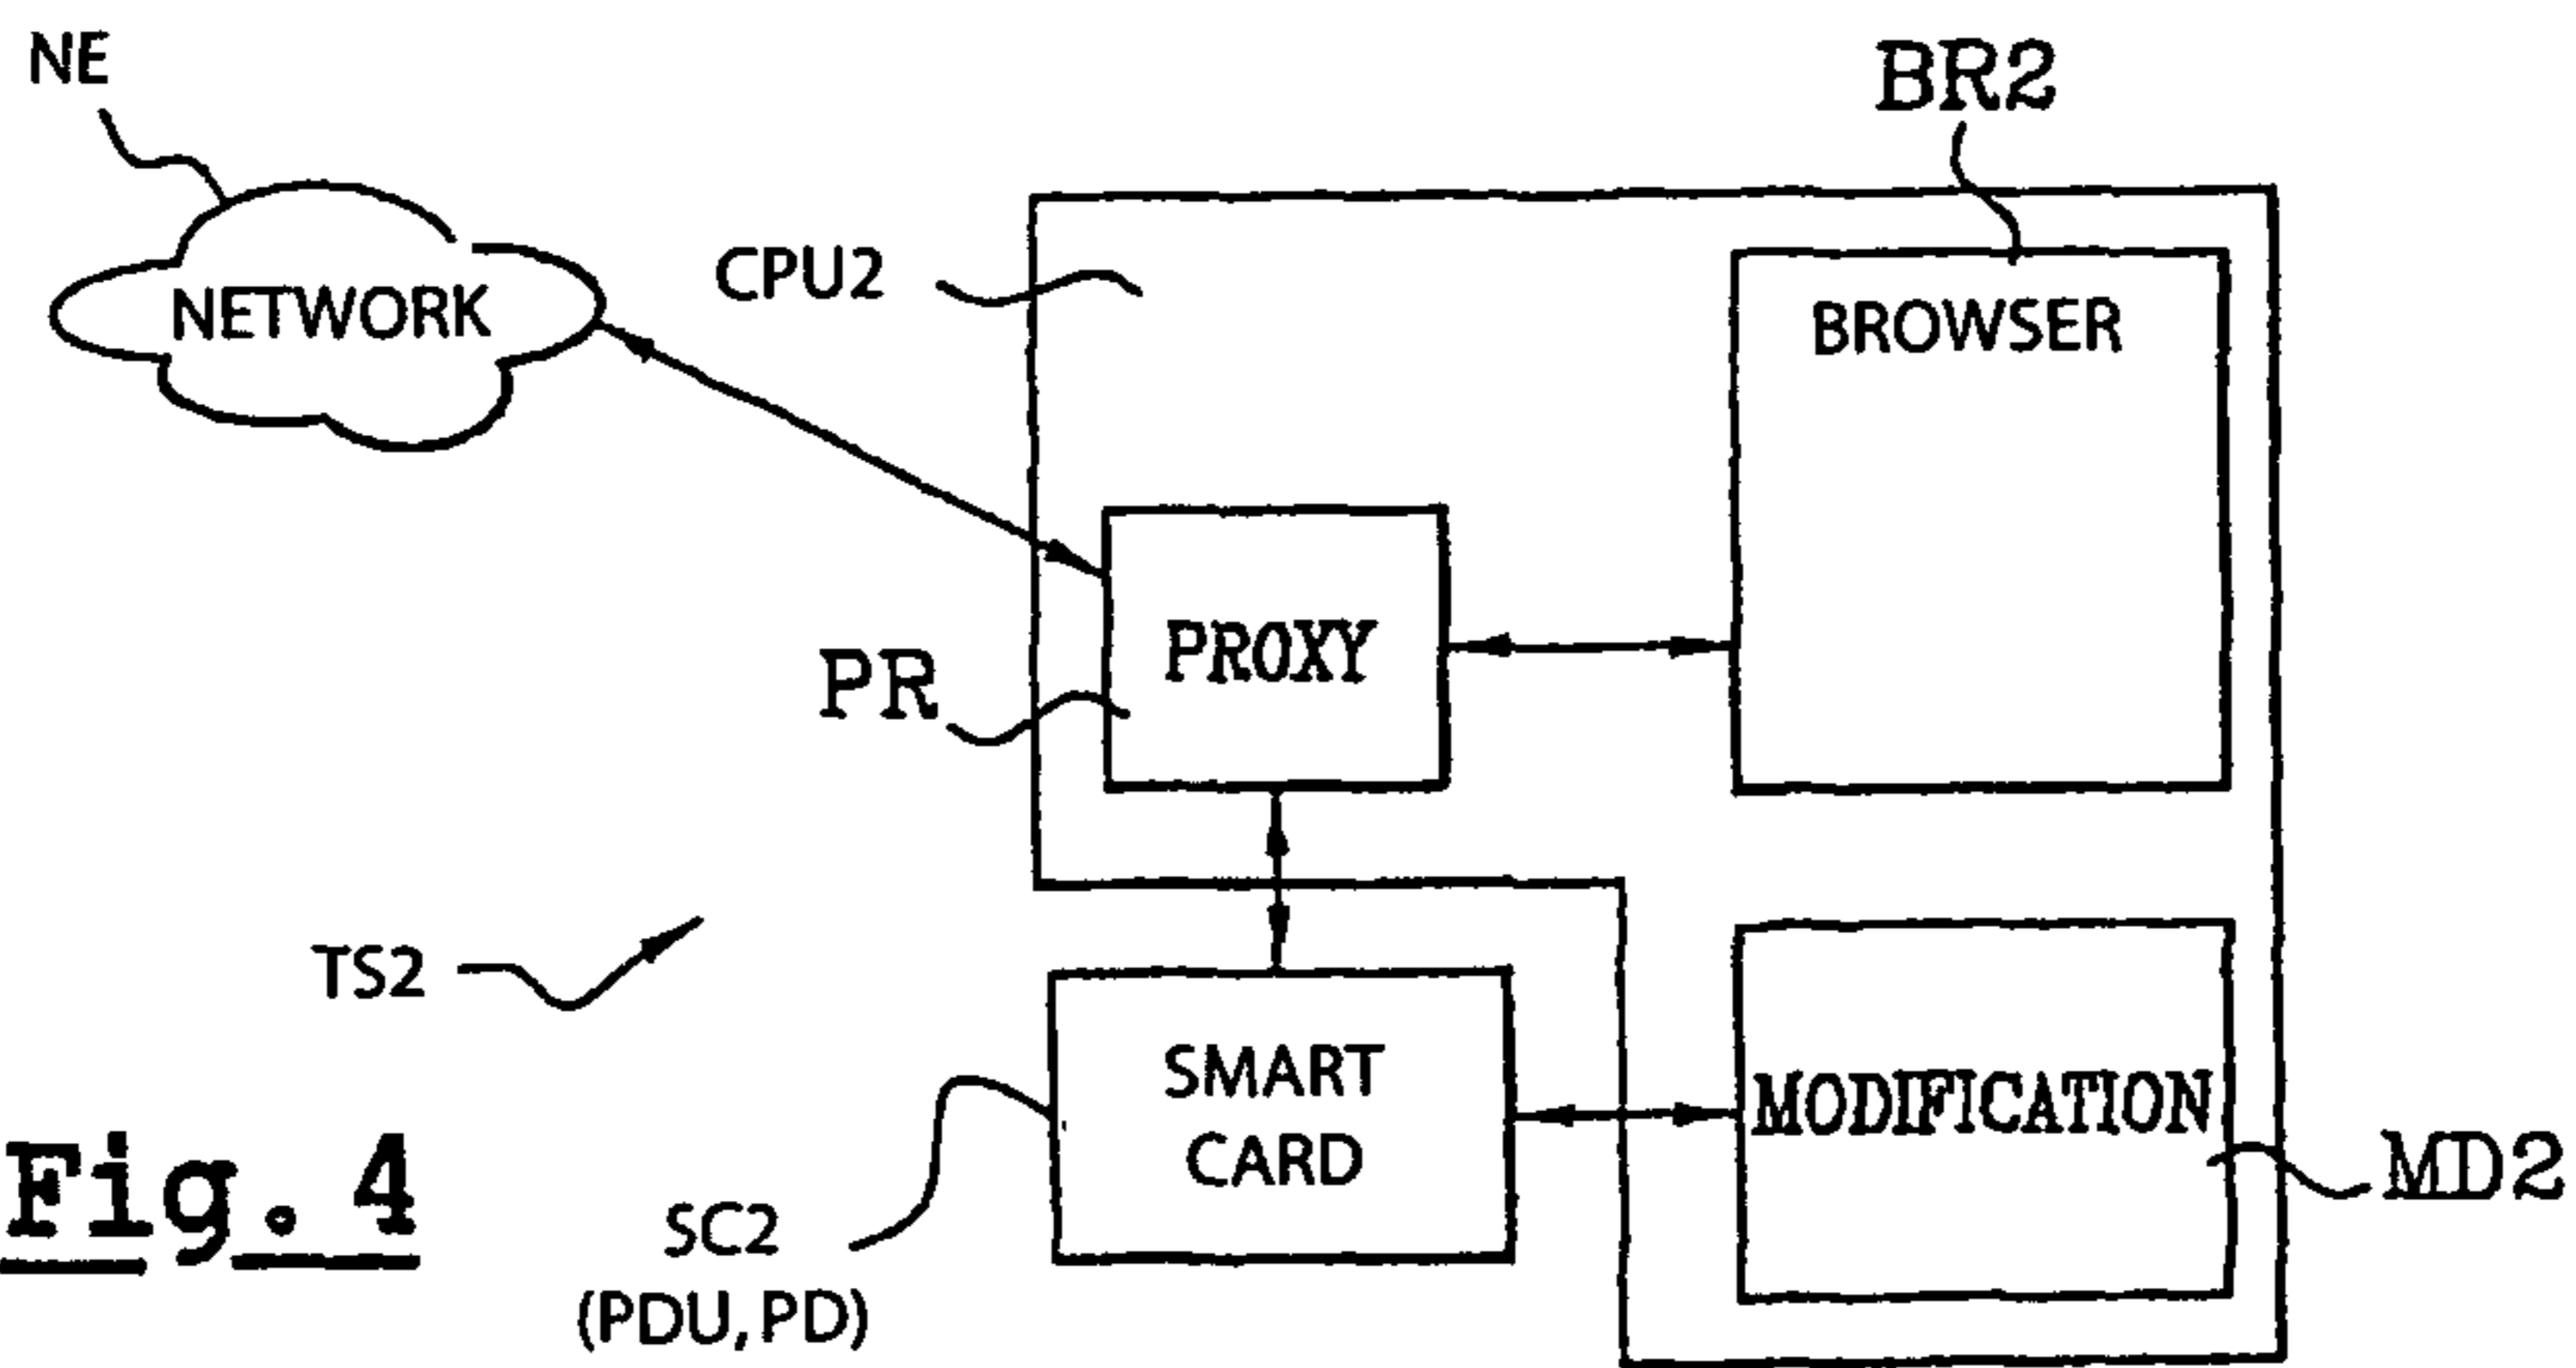 NE
BR2
CPU2
NETWORK
BROWSER
PROXY
PR
TS2
SMART
CARD
MODIFICATION
MD2
SC2
(PDU, PD)
Fig. 4